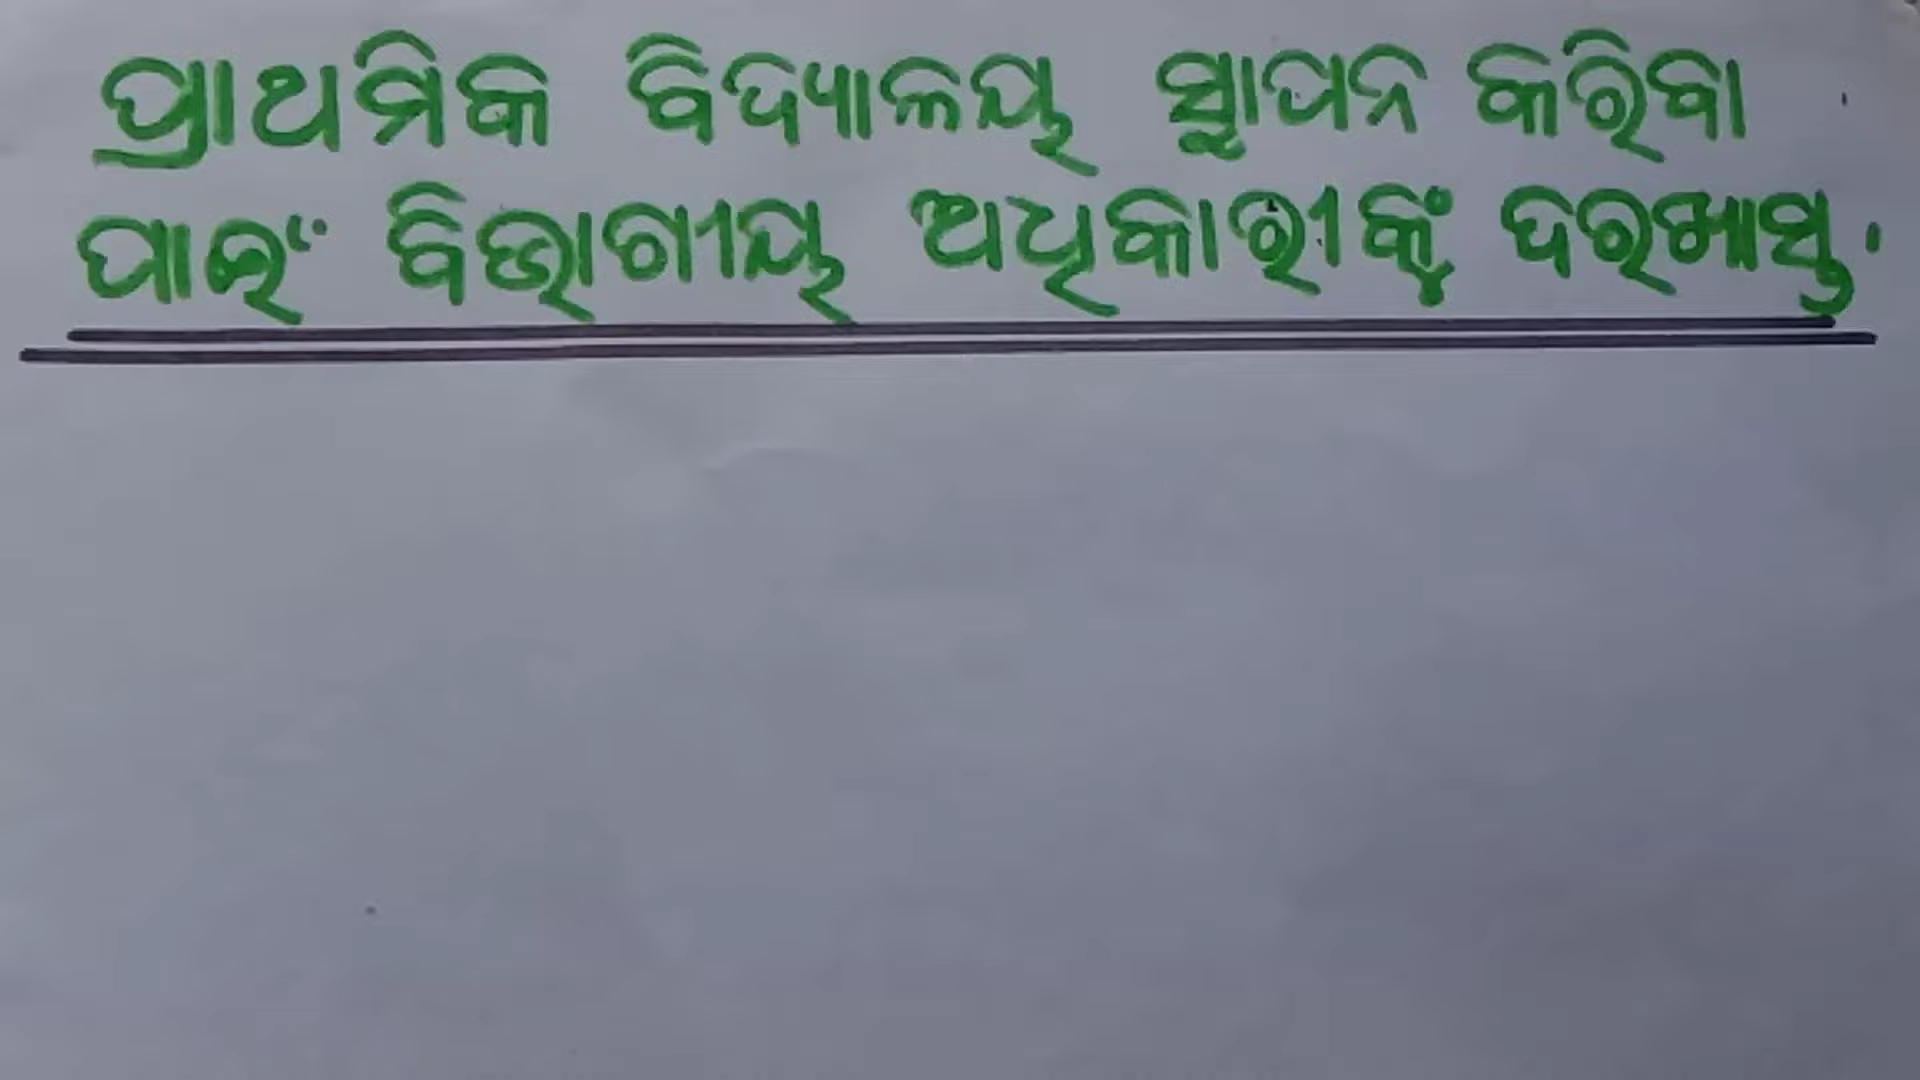 ପ୍ରାଥମିକ ବିଦ୍ୟାଳୟ ସ୍ଥାପନ କରିବା
ପାଇଁ ବିଭାଗୀୟ ଅଧିକାରୀଙ୍କୁ ଦରଖାସ୍ତ.